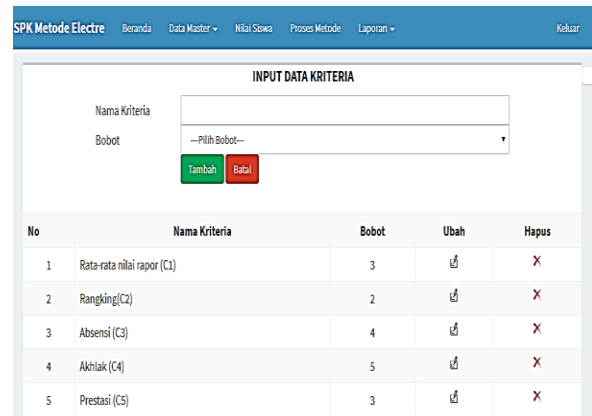 SPK Metode Electre Beranda Data Master Nilai Siswa Proses Metode Laporan Keluar
INPUT DATA KRITERIA
Nama Kriteria
Bobot ---Pilih Bobot---
Tambah Batal
No Nama Kriteria Bobot Ubah Hapus
1 Rata-rata nilai rapor (C1) 3
2 Rangking(C2) 2
3 Absensi (C3) 4
4 Akhlak (C4) 5
5 Prestasi (C5) 3